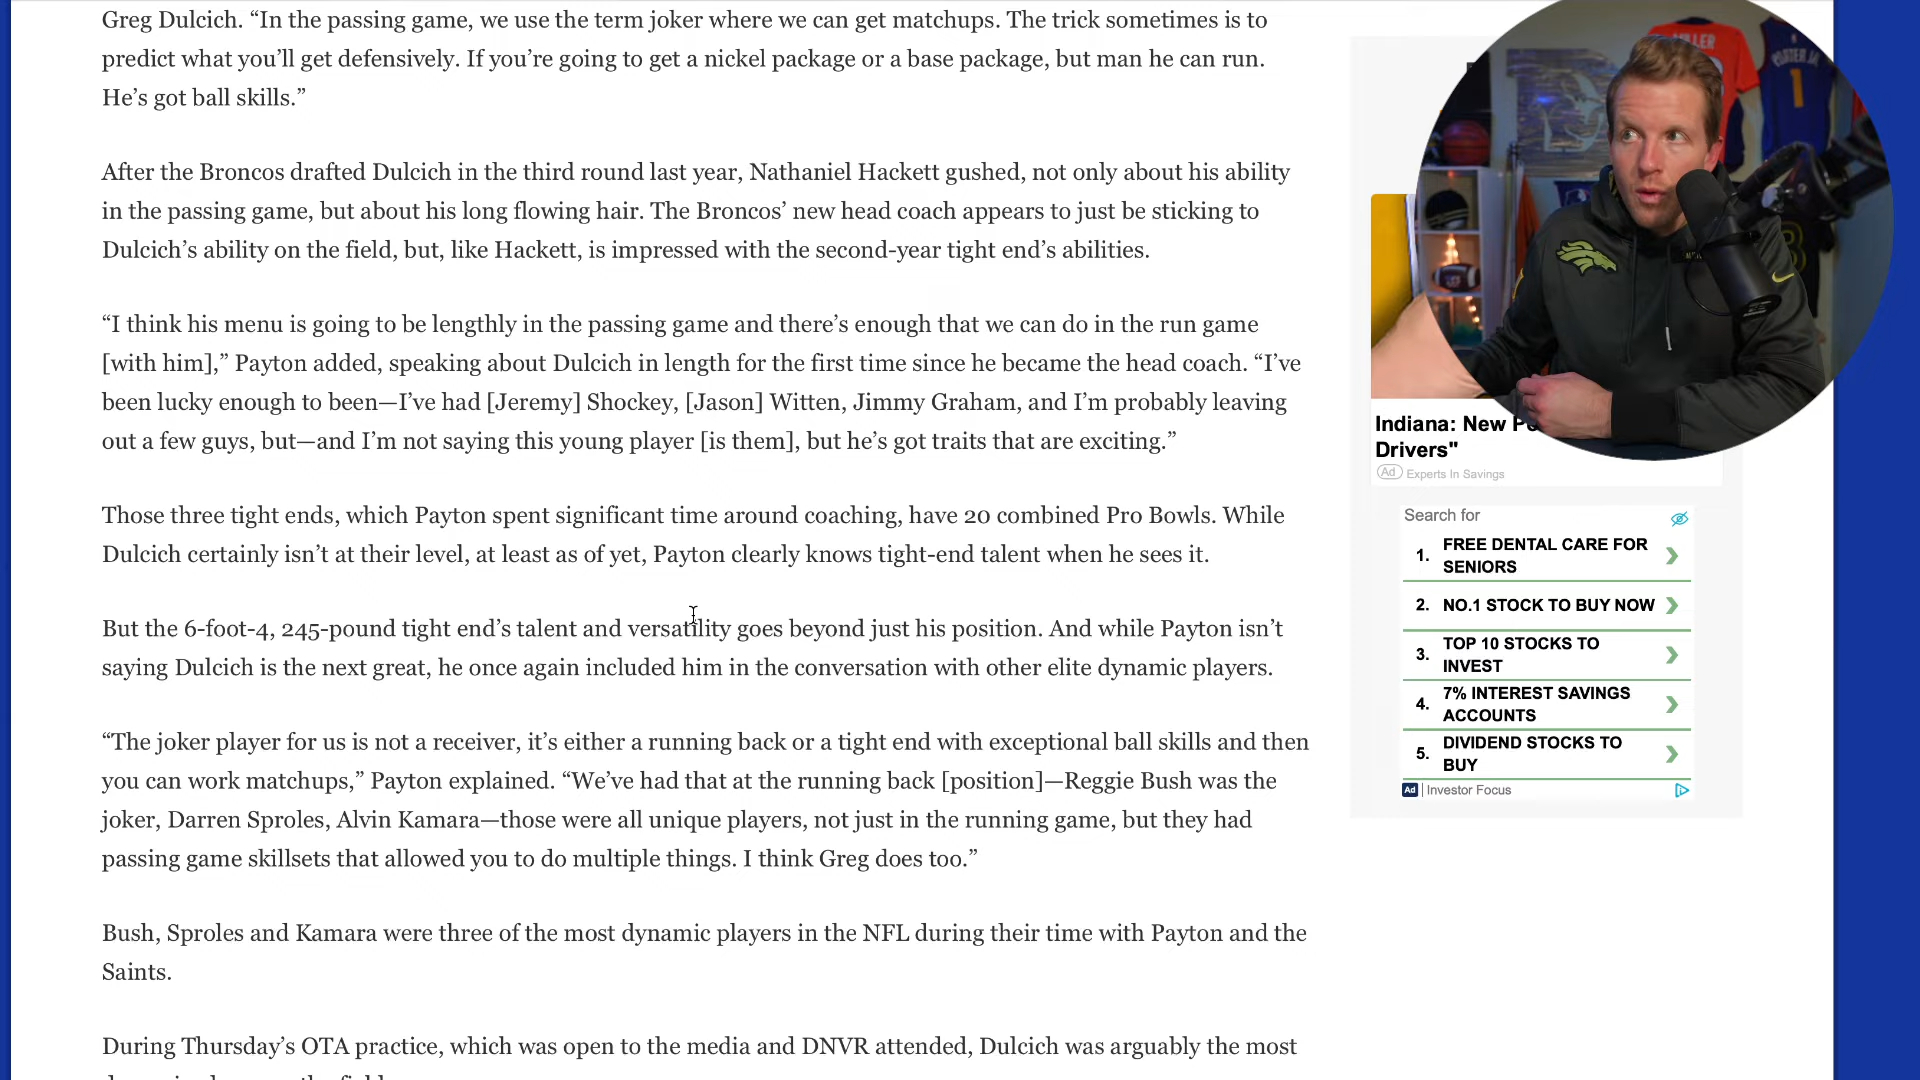 Greg Dulcich. “In the passing game, we use the term joker where we can get matchups. The trick sometimes is to
predict what you’ll get defensively. If you’re going to get a nickel package or a base package, but man he can run.
He’s got ball skills.”
After the Broncos drafted Dulcich in the third round last year, Nathaniel Hackett gushed, not only about his ability
in the passing game, but about his long flowing hair. The Broncos’ new head coach appears to just be sticking to
Dulcich’s ability on the field, but, like Hackett, is impressed with the second-year tight end’s abilities.
“I think his menu is going to be lengthly in the passing game and there’s enough that we can do in the run game
[with him],” Payton added, speaking about Dulcich in length for the first time since he became the head coach. “I’ve
been lucky enough to been—I’ve had [Jeremy] Shockey, [Jason] Witten, Jimmy Graham, and I’m probably leaving
out a few guys, but—and I’m not saying this young player [is them], but he’s got traits that are exciting.”
Those three tight ends, which Payton spent significant time around coaching, have 20 combined Pro Bowls. While
Dulcich certainly isn’t at their level, at least as of yet, Payton clearly knows tight-end talent when he sees it.
But the 6-foot-4, 245-pound tight end’s talent and versatility goes beyond just his position. And while Payton isn’t
saying Dulcich is the next great, he once again included him in the conversation with other elite dynamic players.
“The joker player for us is not a receiver, it’s either a running back or a tight end with exceptional ball skills and then
you can work matchups,” Payton explained. “We’ve had that at the running back [position]—Reggie Bush was the
joker, Darren Sproles, Alvin Kamara—those were all unique players, not just in the running game, but they had
passing game skillsets that allowed you to do multiple things. I think Greg does too.”
Bush, Sproles and Kamara were three of the most dynamic players in the NFL during their time with Payton and the
Saints.
During Thursday’s OTA practice, which was open to the media and DNVR attended, Dulcich was arguably the most
PORTER JR.
1
Indiana: New
Drivers"
Ad Experts In Savings
Search for
1. FREE DENTAL CARE FOR
SENIORS
2. NO.1 STOCK TO BUY NOW
3. TOP 10 STOCKS TO
INVEST
4. 7% INTEREST SAVINGS
ACCOUNTS
5. DIVIDEND STOCKS TO
BUY
Ad | Investor Focus